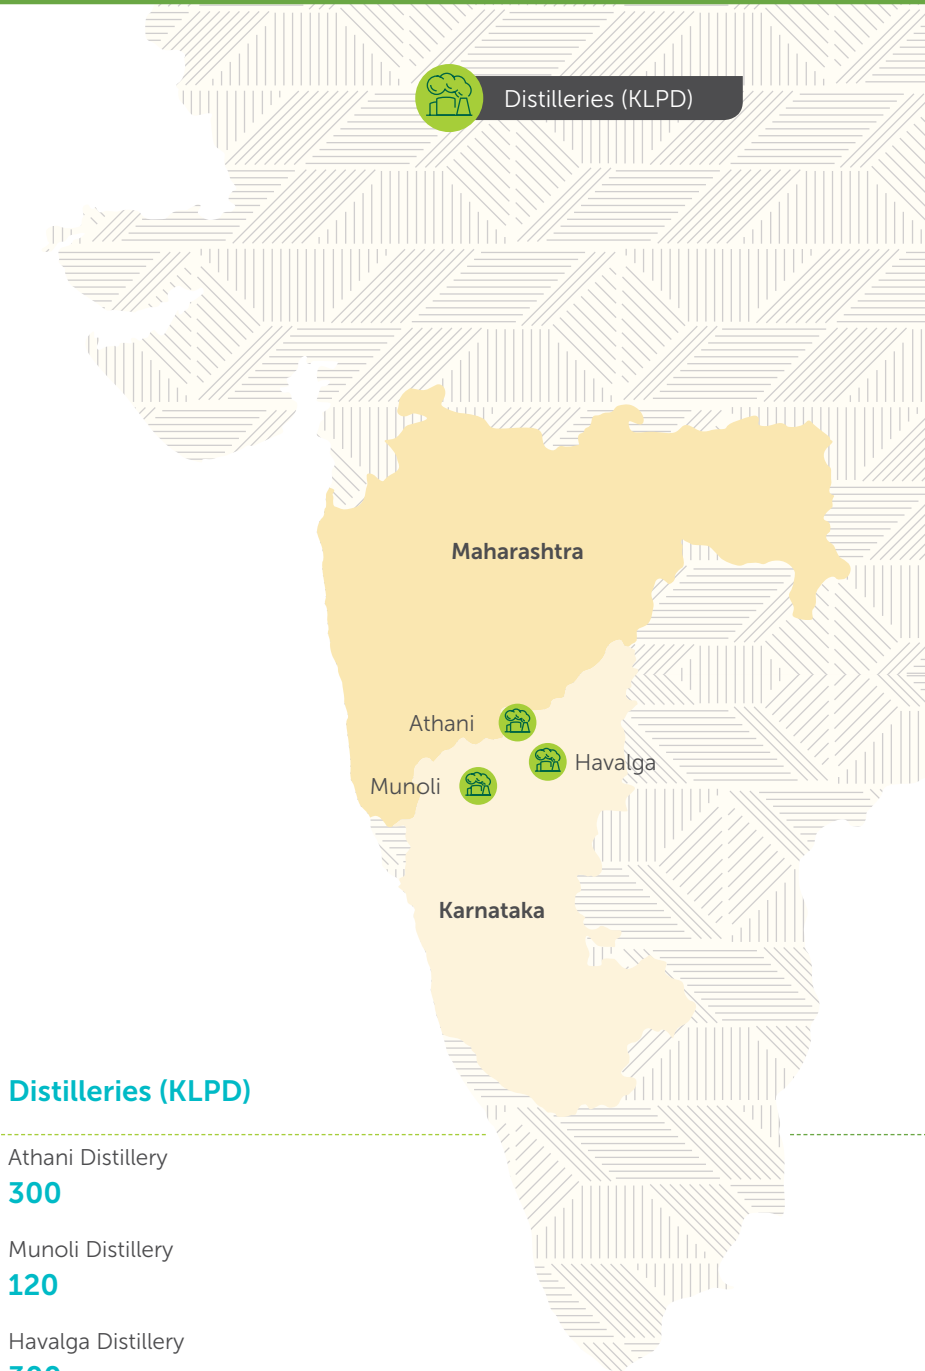 Distilleries (KLPD)
Maharashtra
Athani
Havalga
Munoli
Karnataka
Distilleries (KLPD)
Athani Distillery
300
Munoli Distillery
120
Havalga Distillery